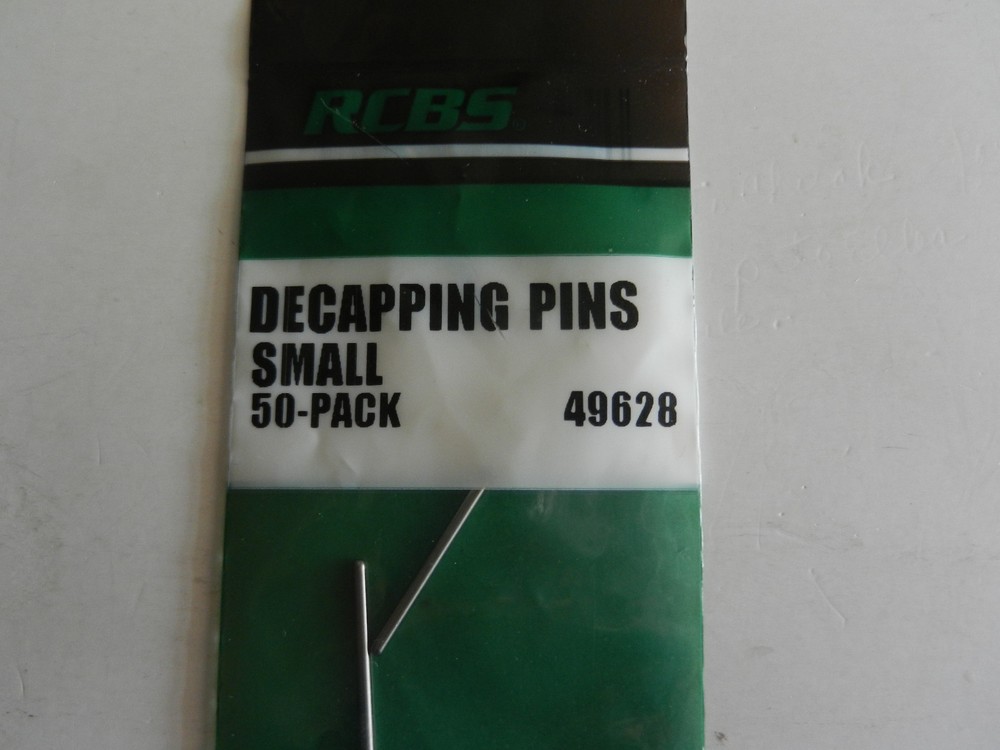 RCBS
DECAPPING PINS
SMALL
50-PACK 49628